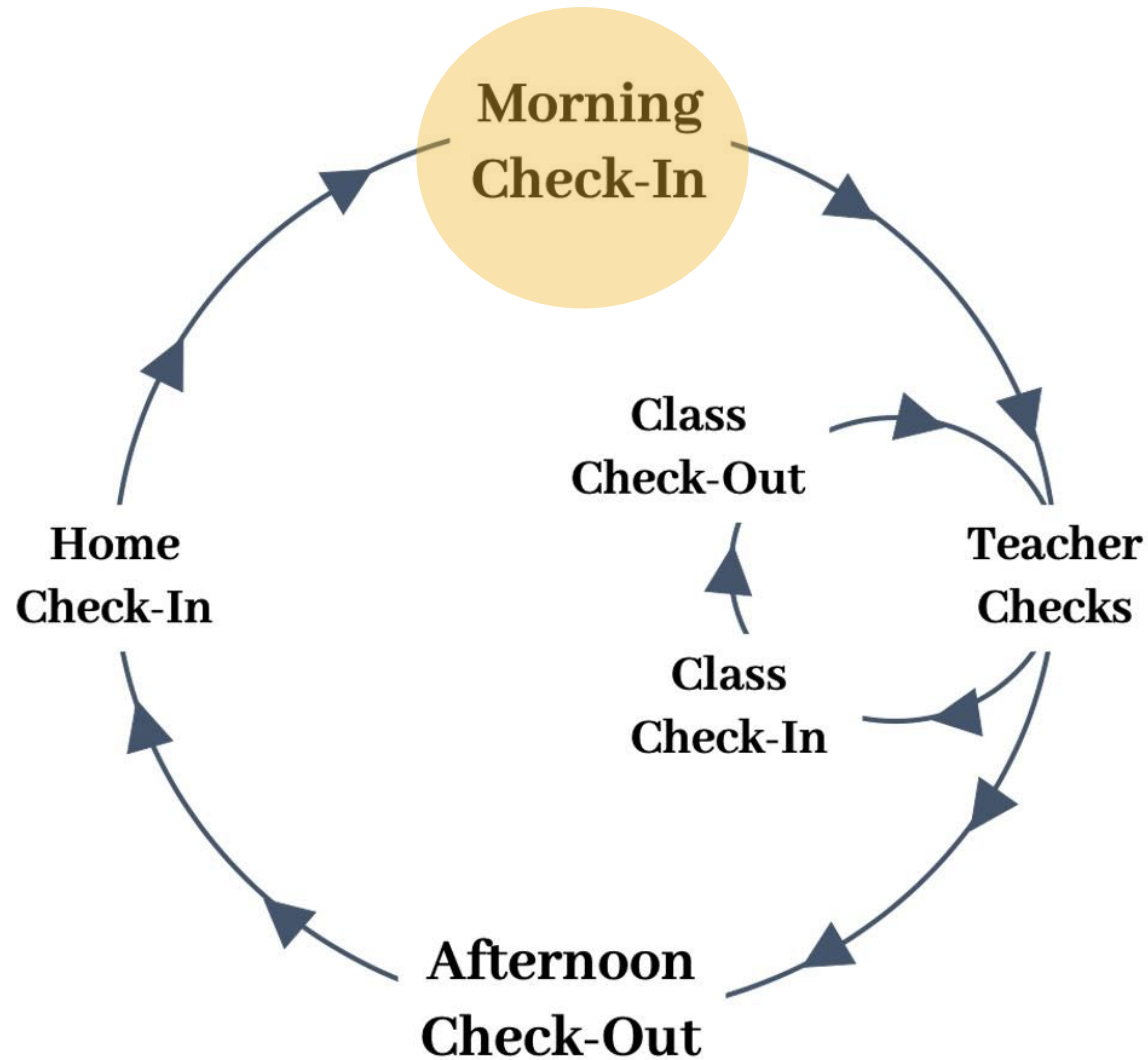 Morning
Check-In
Class
Check-Out
Home
Check-In
Teacher
Checks
Class
Check-In
Afternoon
Check-Out